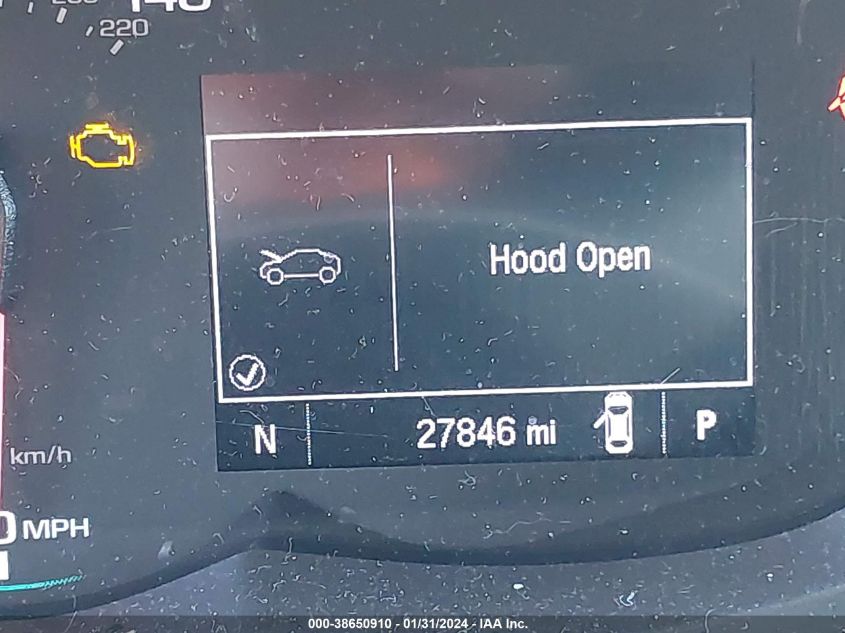 220
Hood Open
N 27846 mi P
km/h
MPH
000-38650910 - 01/31/2024 - IAA Inc.